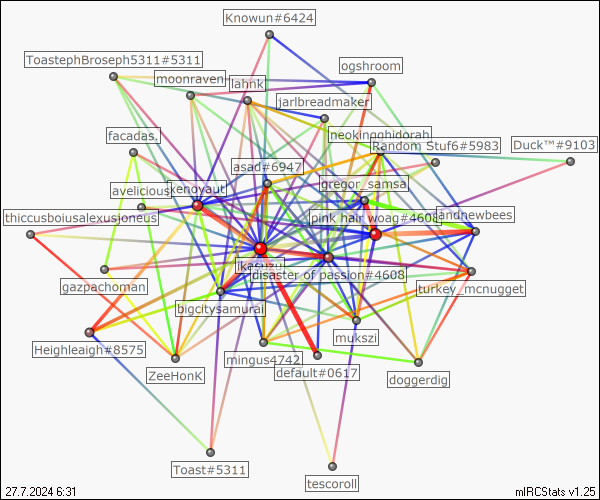 Knowun#6424
ToastephBroseph5311#5311
ogshroom
moonraven
lahnk
jarlbreadmaker
neokingghidorah
facadas.
Random Stuf6#5983
Duck™#9103
asad#6947
gregor_samsa
avelicious
kenoyaut
thiccusboiusalexusjoneus
pink hair woag#4608
andnewbees
ikasuzu
disaster of passion#4608
gazpachoman
turkey_mcnugget
bigcitysamurai
mukszi
Heighleaigh#8575
mingus4742
ZeeHonK
default#0617
doggerdig
Toast#5311
tescoroll
27.7.2024 6:31
mIRCStats v1.25